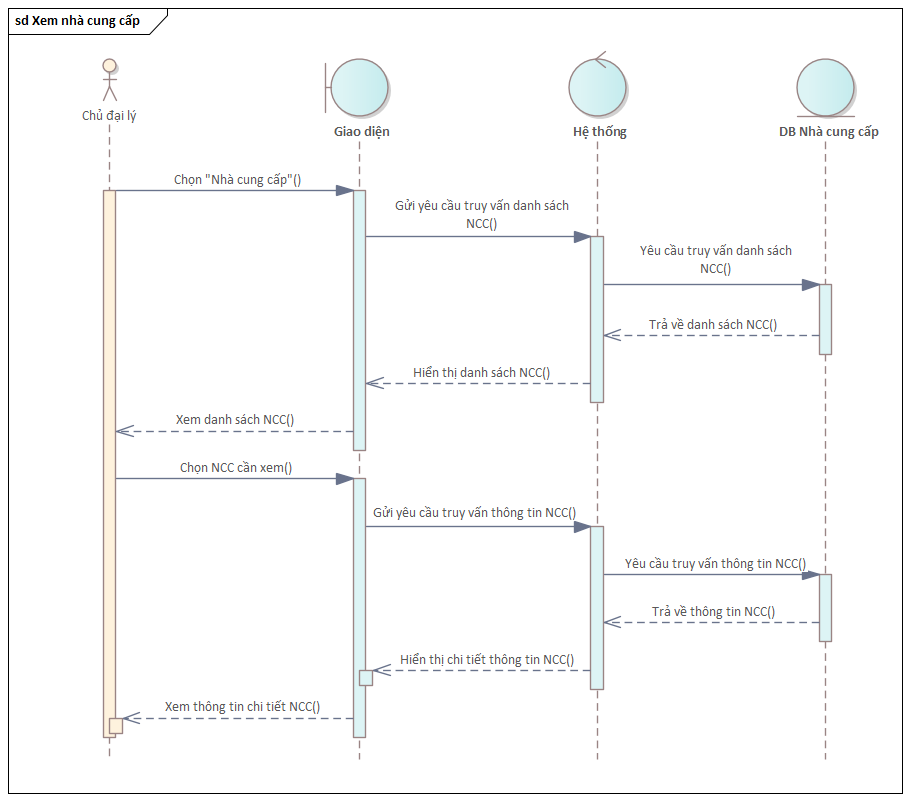 sd Xem nhà cung cấp
Chủ đại lý
Giao diện
Hệ thống
DB Nhà cung cấp
Chọn "Nhà cung cấp"()
Gửi yêu cầu truy vấn danh sách
NCC()
Yêu cầu truy vấn danh sách
NCC()
Trả về danh sách NCC()
Hiển thị danh sách NCC()
Xem danh sách NCC()
Chọn NCC cần xem()
Gửi yêu cầu truy vấn thông tin NCC()
Yêu cầu truy vấn thông tin NCC()
Trả về thông tin NCC()
Hiển thị chi tiết thông tin NCC()
Xem thông tin chi tiết NCC()